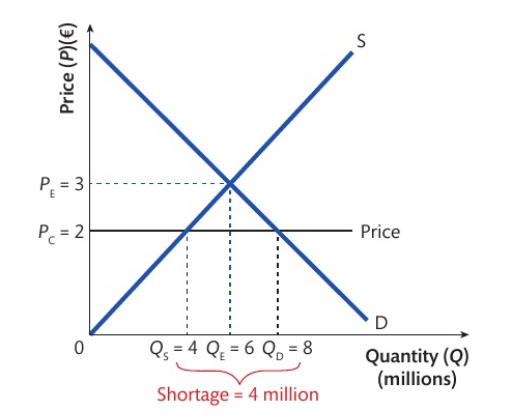 Price (P)(€)
S
P_E = 3
P_C = 2
Price
D
0
Q_S = 4 Q_E = 6 Q_D = 8
Quantity (Q)
(millions)
Shortage = 4 million